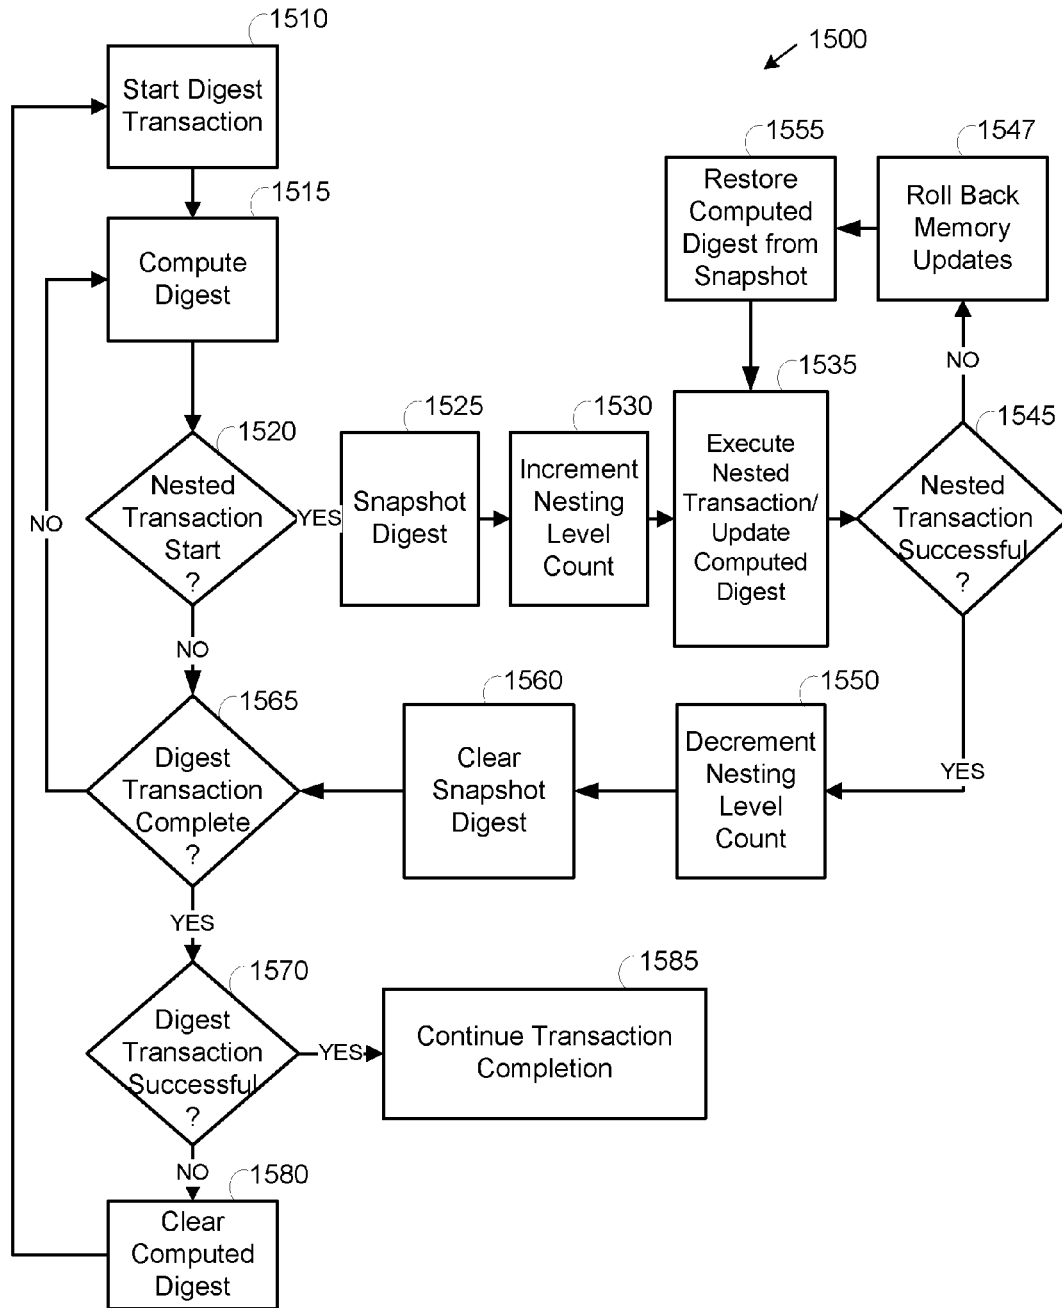 1510
Start Digest
Transaction
1500
1515
Compute
Digest
1555
Restore
Computed
Digest from
Snapshot
1547
Roll Back
Memory
Updates
NO
1520
Nested
Transaction
Start
?
YES
1525
Snapshot
Digest
1530
Increment
Nesting
Level
Count
1535
Execute
Nested
Transaction/
Update
Computed
Digest
1545
Nested
Transaction
Successful
?
NO
NO
YES
1565
Digest
Transaction
Complete
?
1560
Clear
Snapshot
Digest
1550
Decrement
Nesting
Level
Count
YES
1570
Digest
Transaction
Successful
?
YES
1585
Continue Transaction
Completion
NO
1580
Clear
Computed
Digest